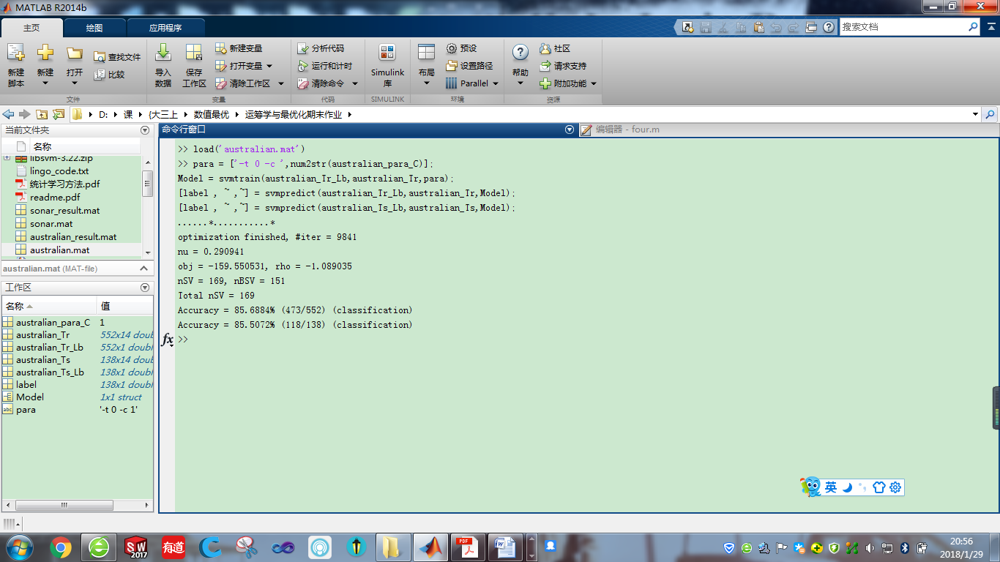 MATLAB R2014b
主页 绘图 应用程序
搜索文档
新建脚本 新建 打开 查找文件 比较
导入数据 保存工作区 新建变量 打开变量 清除工作区
分析代码 运行和计时 清除命令
Simulink 库
布局 预设 设置路径 Parallel
帮助 社区 请求支持 附加功能
文件 变量 代码 SIMULINK 环境 资源
D: 课 {大三上 数值最优 运筹学与最优化期末作业
当前文件夹
名称
libsvm-3.22.zip
lingo_code.txt
统计学习方法.pdf
readme.pdf
sonar_result.mat
sonar.mat
australian_result.mat
australian.mat
australian.mat (MAT-file)
工作区
名称 值
australian_para_C 1
australian_Tr 552x14 doubl
australian_Tr_Lb 552x1 doubl
australian_Ts 138x14 doubl
australian_Ts_Lb 138x1 doubl
label 138x1 doubl
Model 1x1 struct
para '-t 0 -c 1'
命令行窗口
编辑器 - four.m
>> load('australian.mat')
>> para = ['-t 0 -c ',num2str(australian_para_C)];
Model = svmtrain(australian_Tr_Lb,australian_Tr,para);
[label , ~ ,~] = svmpredict(australian_Tr_Lb,australian_Tr,Model);
[label , ~ ,~] = svmpredict(australian_Ts_Lb,australian_Ts,Model);
......*...........*
optimization finished, #iter = 9841
nu = 0.290941
obj = -159.550531, rho = -1.089035
nSV = 169, nBSV = 151
Total nSV = 169
Accuracy = 85.6884% (473/552) (classification)
Accuracy = 85.5072% (118/138) (classification)
fx >>
英
SW 2017
有道
PDF
20:56
2018/1/29